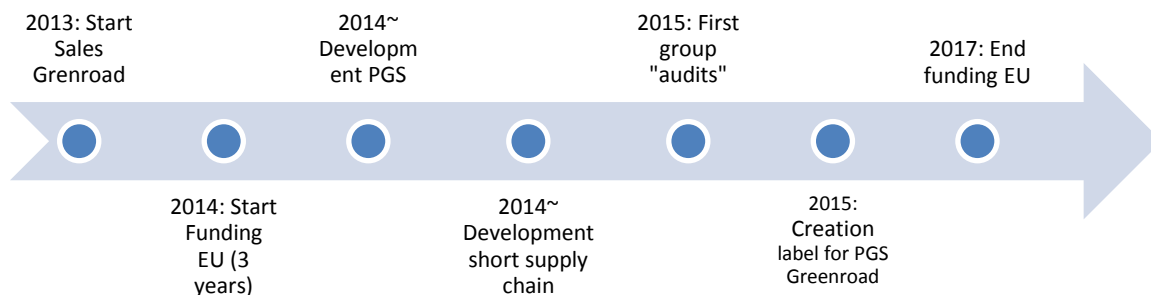 2013: Start
Sales
Grenroad
2014: Start
Funding
EU (3
years)
2014~
Developm
ent PGS
2014~
Development
short supply
chain
2015: First
group
"audits"
2015:
Creation
label for PGS
Greenroad
2017: End
funding EU